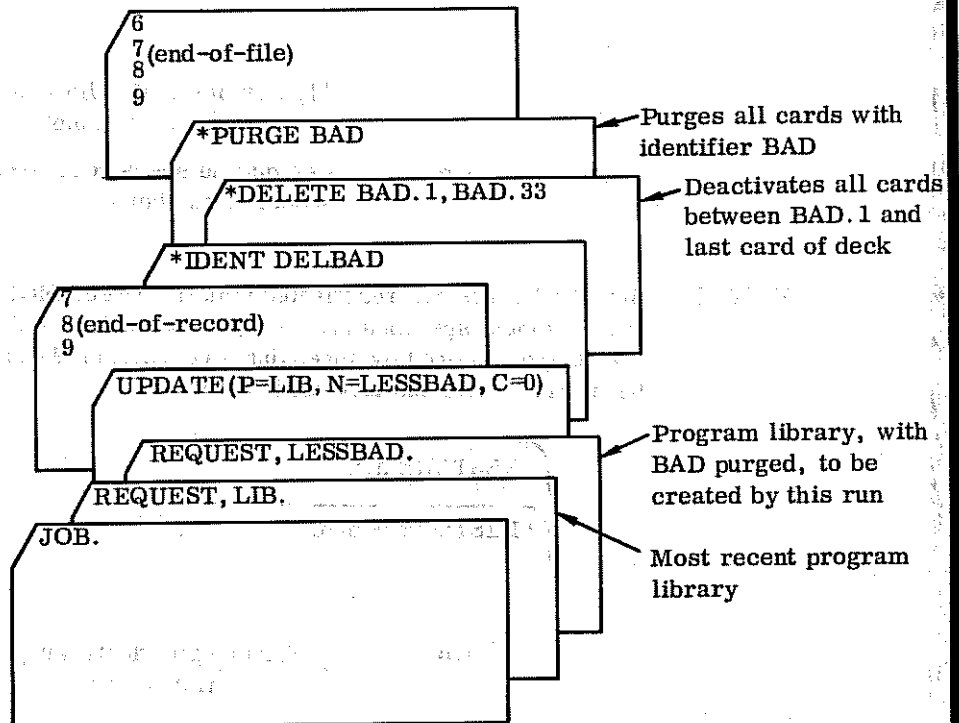 6
7 (end-of-file)
8
9
*PURGE BAD
Purges all cards with
identifier BAD
*DELETE BAD.1, BAD.33
Deactivates all cards
between BAD.1 and
last card of deck
*IDENT DELBAD
7
8 (end-of-record)
9
UPDATE(P=LIB, N=LESSBAD, C=0)
REQUEST, LESSBAD.
Program library, with
BAD purged, to be
created by this run
REQUEST, LIB.
Most recent program
library
JOB.